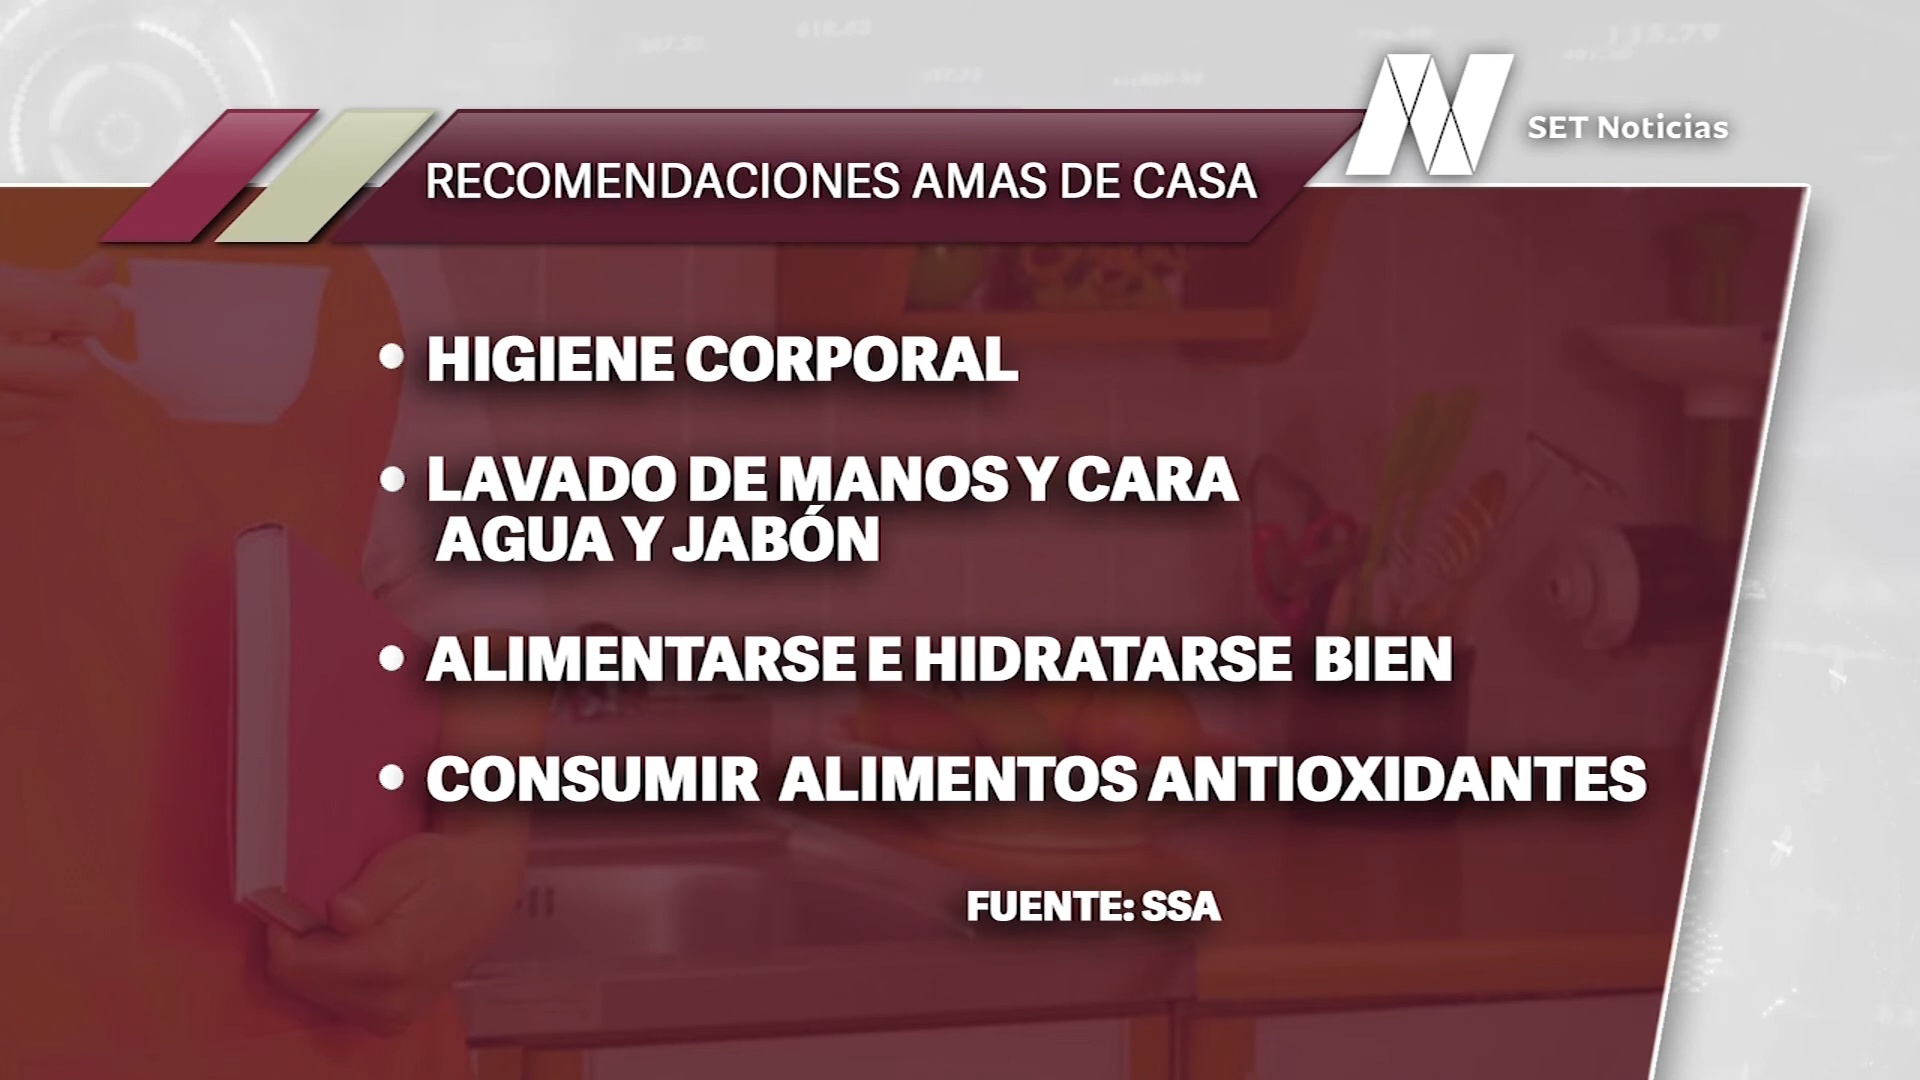 SET Noticias
RECOMENDACIONES AMAS DE CASA
• HIGIENE CORPORAL
• LAVADO DE MANOS Y CARA
AGUA Y JABÓN
• ALIMENTARSE E HIDRATARSE BIEN
• CONSUMIR ALIMENTOS ANTIOXIDANTES
FUENTE: SSA